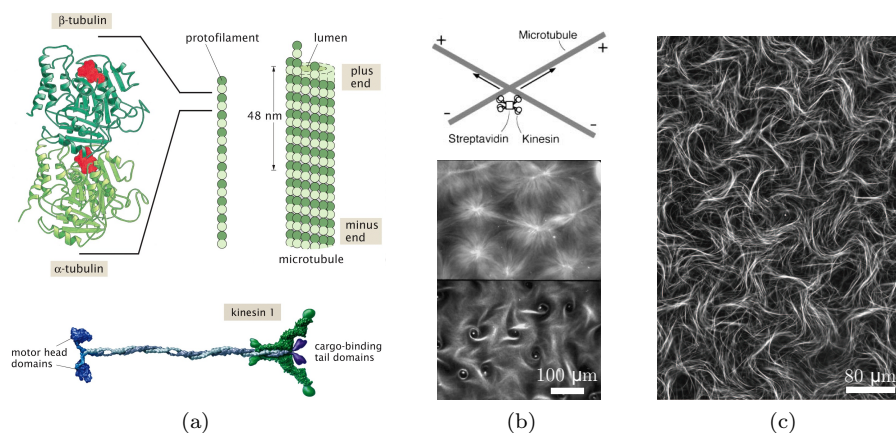 β-tubulin
protofilament
lumen
plus
end
48 nm
minus
end
α-tubulin
microtubule
kinesin 1
motor head
domains
cargo-binding
tail domains
(a)
Microtubule
+
+
-
-
Streptavidin
Kinesin
100 μm
(b)
80 μm
(c)